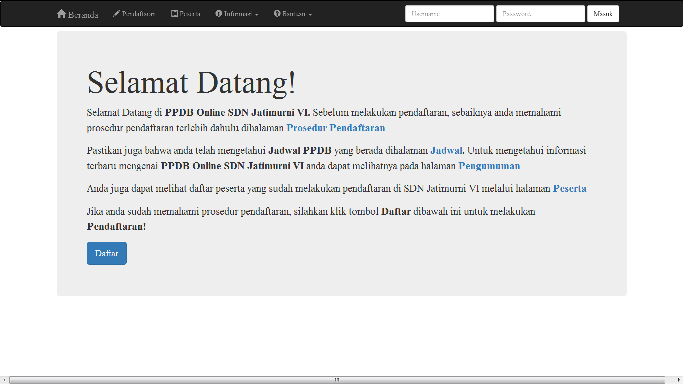 Beranda Pendaftaran Peserta Informasi Bantuan Username Password Masuk
Selamat Datang!
Selamat Datang di PPDB Online SDN Jatimurni VI. Sebelum melakukan pendaftaran, sebaiknya anda memahami
prosedur pendaftaran terlebih dahulu dihalaman Prosedur Pendaftaran
Pastikan juga bahwa anda telah mengetahui Jadwal PPDB yang berada dihalaman Jadwal. Untuk mengetahui informasi
terbaru mengenai PPDB Online SDN Jatimurni VI anda dapat melihatnya pada halaman Pengumuman
Anda juga dapat melihat daftar peserta yang sudah melakukan pendaftaran di SDN Jatimurni VI melalui halaman Peserta
Jika anda sudah memahami prosedur pendaftaran, silahkan klik tombol Daftar dibawah ini untuk melakukan
Pendaftaran!
Daftar